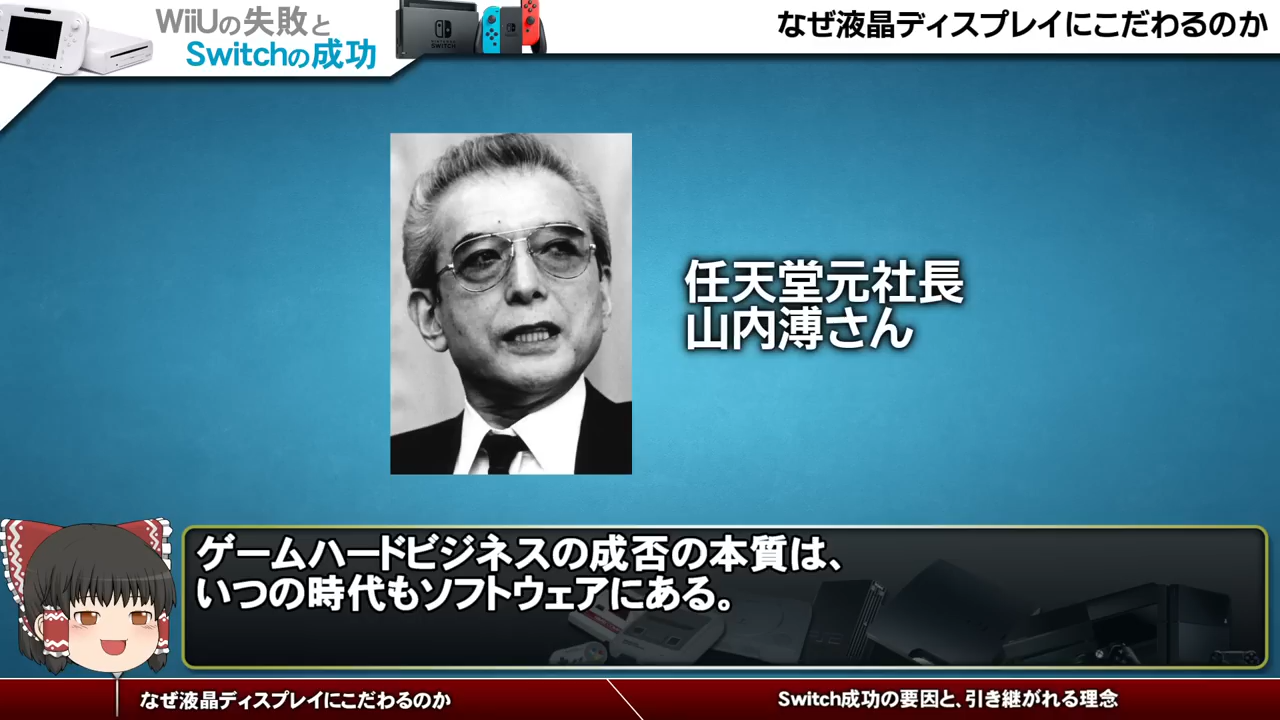 WiiUの失敗と
Switchの成功
なぜ液晶ディスプレイにこだわるのか
任天堂元社長
山内溥さん
ゲームハードビジネスの成否の本質は、
いつの時代もソフトウェアにある。
なぜ液晶ディスプレイにこだわるのか
Switch成功の要因と、引き継がれる理念